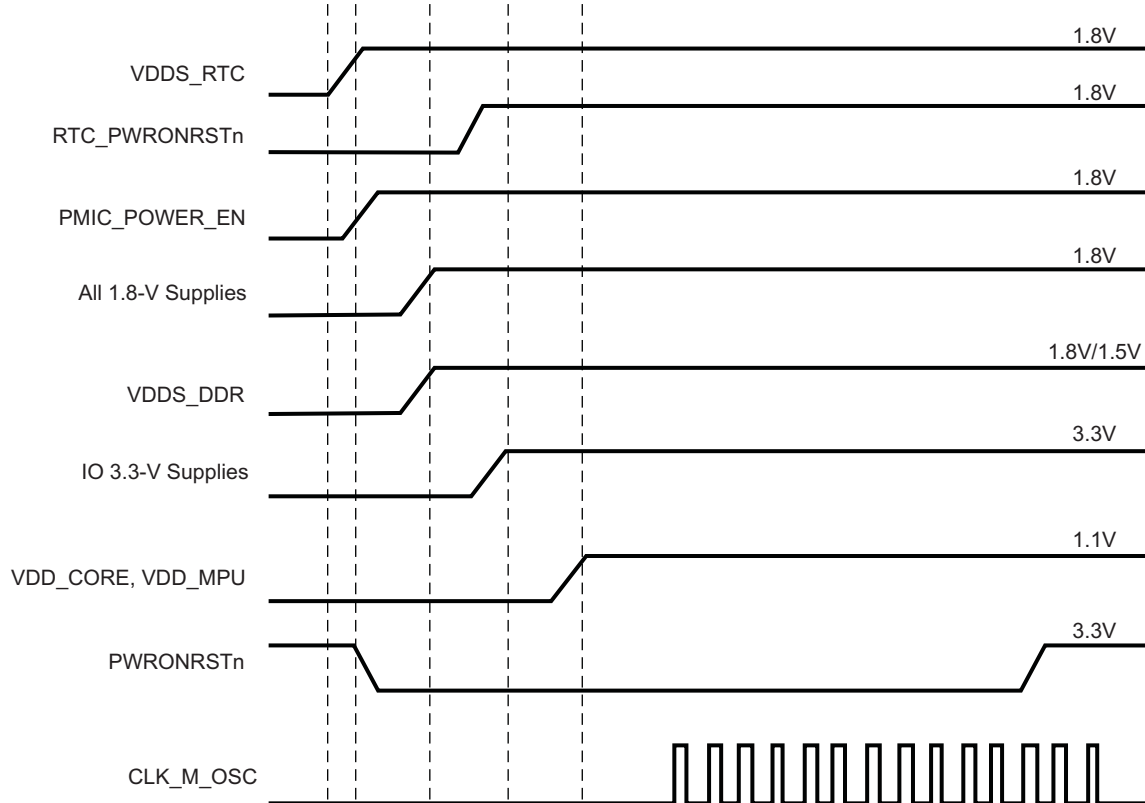 1.8V
VDDS_RTC
1.8V
RTC_PWRONRSTn
1.8V
PMIC_POWER_EN
1.8V
All 1.8-V Supplies
1.8V/1.5V
VDDS_DDR
3.3V
IO 3.3-V Supplies
1.1V
VDD_CORE, VDD_MPU
3.3V
PWRONRSTn
CLK_M_OSC